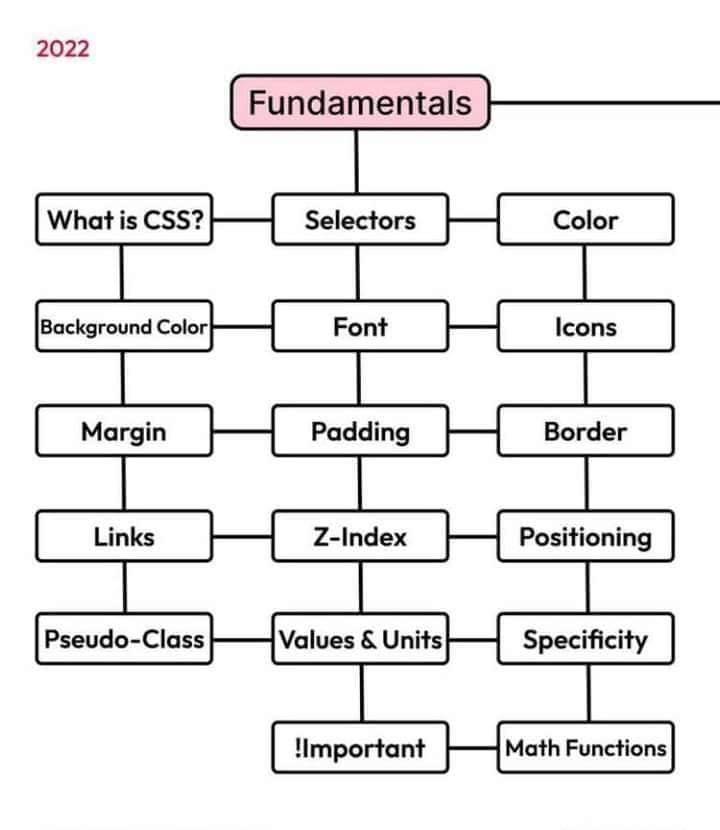 2022
Fundamentals
What is CSS?
Selectors
Color
Background Color
Font
Icons
Margin
Padding
Border
Links
Z-Index
Positioning
Pseudo-Class
Values & Units
Specificity
!Important
Math Functions